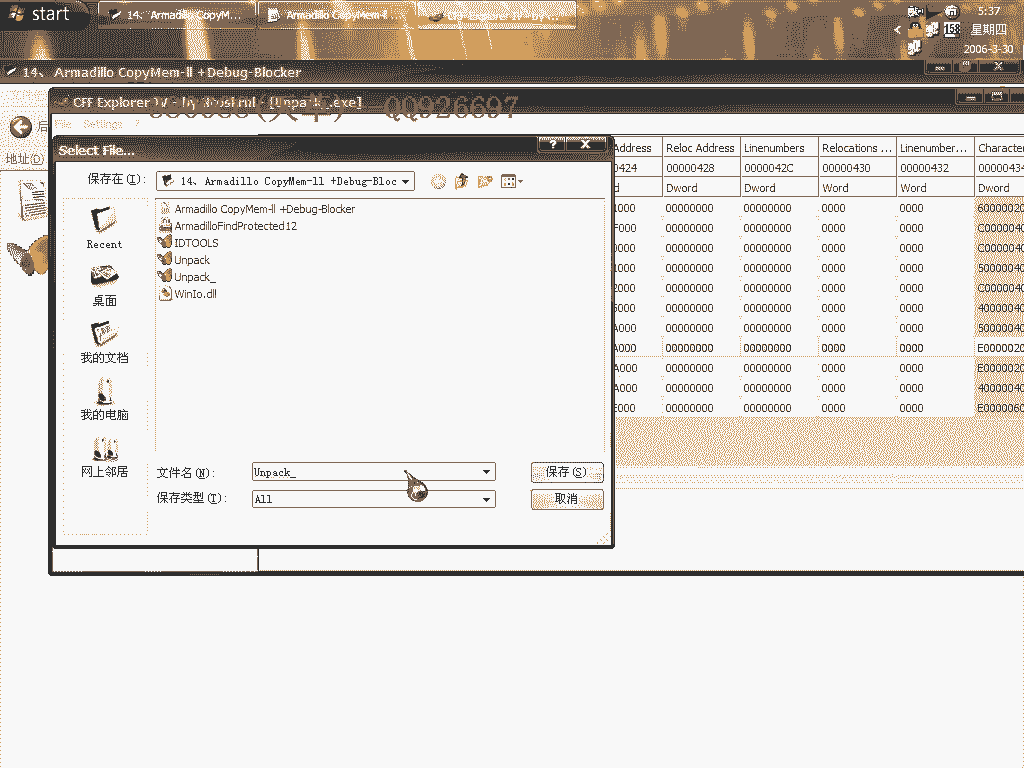 start
14、 Armadillo CopyM...
Armadillo CopyMem-ll ...
CFF Explorer IV - by ...
5:37
星期四
2006-3-30
158
14、 Armadillo CopyMem-ll +Debug-Blocker
CFF Explorer IV - by
[Unpack_.exe]
QQ926697
File Settings ?
地址(D)
Select File...
保存在(I):
14、Armadillo CopyMem-ll +Debug-Bloc
Recent
桌面
我的文档
我的电脑
网上邻居
Armadillo CopyMem-ll +Debug-Blocker
ArmadilloFindProtected12
IDTOOLS
Unpack
Unpack_
WinIo.dll
文件名(N):
Unpack_
保存(S)
保存类型(T):
All
取消
Address Reloc Address Linenumbers Relocations ... Linenumber... Characte
0424 00000428 0000042C 00000430 00000432 0000043
d Dword Dword Word Word Dword
1000 00000000 00000000 0000 0000 6000002
F000 00000000 00000000 0000 0000 C000004
0000 00000000 00000000 0000 0000 C000004
1000 00000000 00000000 0000 0000 5000004
2000 00000000 00000000 0000 0000 C000004
5000 00000000 00000000 0000 0000 4000004
A000 00000000 00000000 0000 0000 5000004
A000 00000000 00000000 0000 0000 E000002
A000 00000000 00000000 0000 0000 E000002
A000 00000000 00000000 0000 0000 4000004
E000 00000000 00000000 0000 0000 E000006